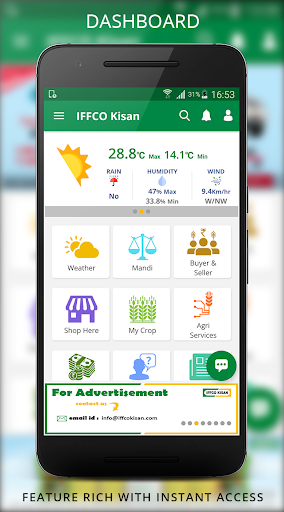 DASHBOARD
16:53
IFFCO Kisan
28.8℃ Max 14.1℃ Min
RAIN
HUMIDITY
WIND
No
47% Max
33.8% Min
9.4Km/hr
W/NW
Weather
Mandi
Buyer &
Seller
Shop Here
My Crop
Agri
Services
For Advertisement
contact us
email id : info@iffcokisan.com
IFFCO KISAN
FEATURE RICH WITH INSTANT ACCESS